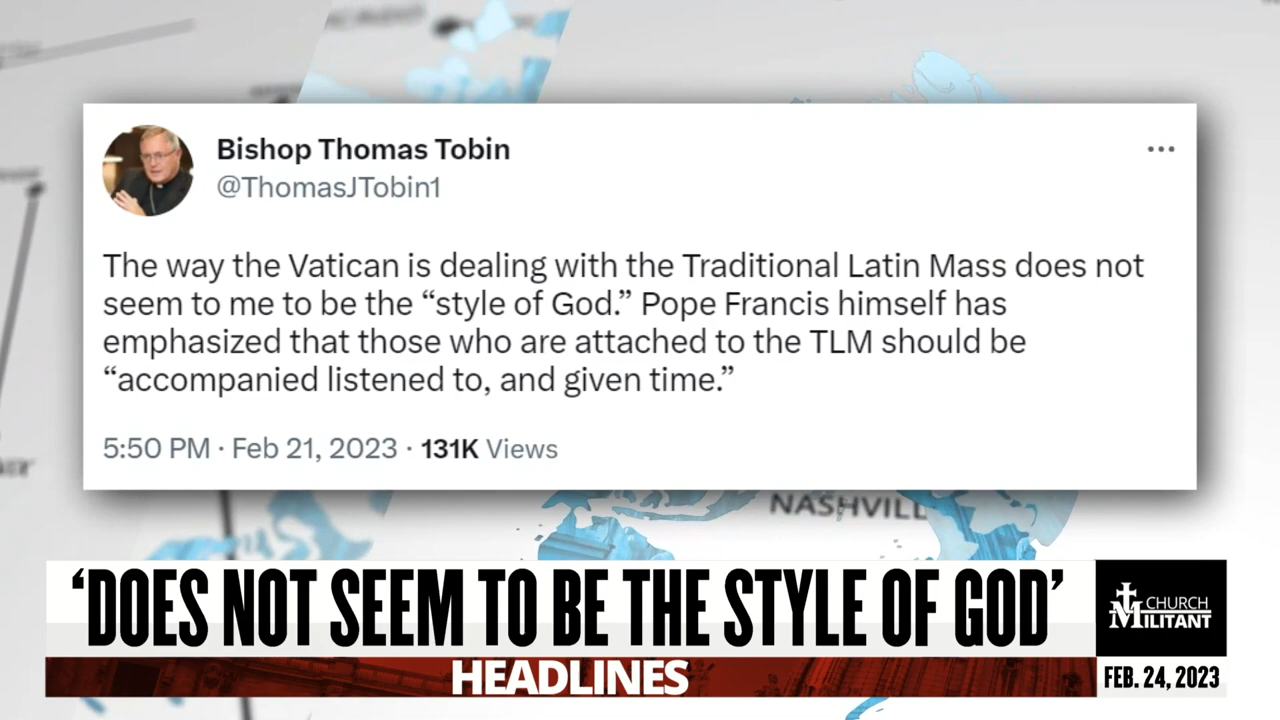 Bishop Thomas Tobin
@ThomasJTobin1
The way the Vatican is dealing with the Traditional Latin Mass does not
seem to me to be the “style of God.” Pope Francis himself has
emphasized that those who are attached to the TLM should be
“accompanied listened to, and given time.”
5:50 PM · Feb 21, 2023 · 131K Views
NASHVILL
‘DOES NOT SEEM TO BE THE STYLE OF GOD’
CHURCH
MILITANT
HEADLINES
FEB. 24, 2023